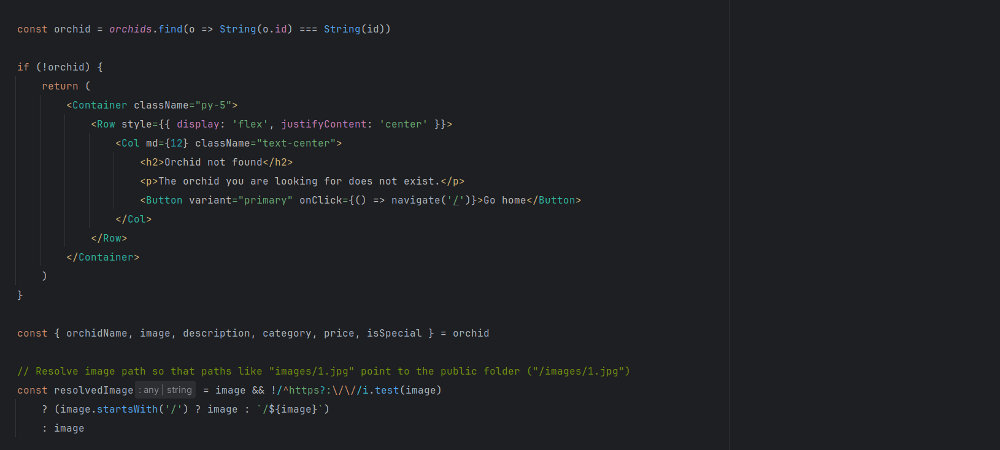 const orchid = orchids.find(o => String(o.id) === String(id))
if (!orchid) {
return (
<Container className="py-5">
<Row style={{ display: 'flex', justifyContent: 'center' }}>
<Col md={12} className="text-center">
<h2>Orchid not found</h2>
<p>The orchid you are looking for does not exist.</p>
<Button variant="primary" onClick={() => navigate('/')}>Go home</Button>
</Col>
</Row>
</Container>
)
}
const { orchidName, image, description, category, price, isSpecial } = orchid
// Resolve image path so that paths like "images/1.jpg" point to the public folder ("/images/1.jpg")
const resolvedImage : any | string = image && !/^https?:\/\//i.test(image)
? (image.startsWith('/') ? image : `/${image}`)
: image